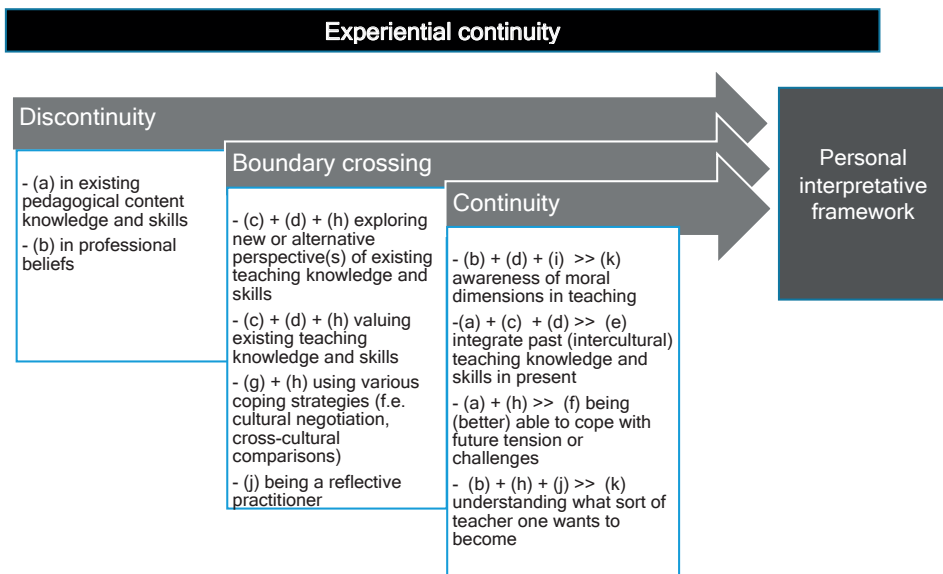 Experiential continuity
Discontinuity
- (a) in existing
pedagogical content
knowledge and skills
- (b) in professional
beliefs
Boundary crossing
- (c) + (d) + (h) exploring
new or alternative
perspective(s) of existing
teaching knowledge and
skills
- (c) + (d) + (h) valuing
existing teaching
knowledge and skills
- (g) + (h) using various
coping strategies (f.e.
cultural negotiation,
cross-cultural
comparisons)
- (j) being a reflective
practitioner
Continuity
- (b) + (d) + (i) >> (k)
awareness of moral
dimensions in teaching
-(a) + (c) + (d) >> (e)
integrate past (intercultural)
teaching knowledge and
skills in present
- (a) + (h) >> (f) being
(better) able to cope with
future tension or
challenges
- (b) + (h) + (j) >> (k)
understanding what sort of
teacher one wants to
become
Personal
interpretative
framework